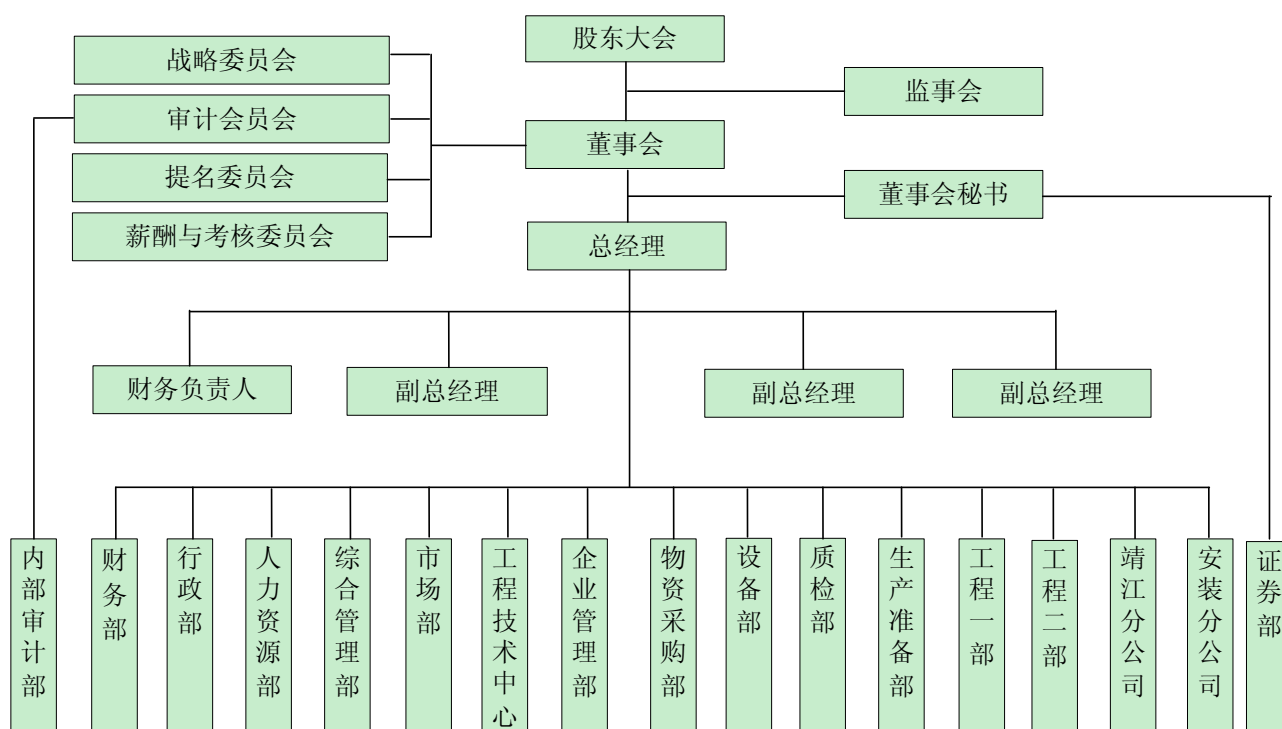 股东大会
战略委员会
监事会
审计会员会
董事会
提名委员会
董事会秘书
薪酬与考核委员会
总经理
财务负责人
副总经理
副总经理
副总经理
内部审计部
财务部
行政部
人力资源部
综合管理部
市场部
工程技术中心
企业管理部
物资采购部
设备部
质检部
生产准备部
工程一部
工程二部
靖江分公司
安装分公司
证券部